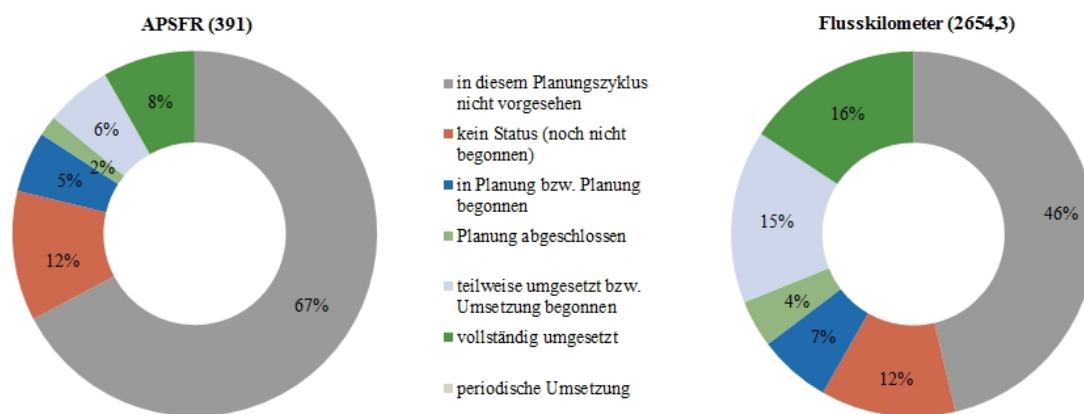 APSFR (391)
8%
6%
2%
5%
12%
67%
in diesem Planungszyklus
nicht vorgesehen
kein Status (noch nicht
begonnen)
in Planung bzw. Planung
begonnen
Planung abgeschlossen
teilweise umgesetzt bzw.
Umsetzung begonnen
vollständig umgesetzt
periodische Umsetzung
Flusskilometer (2654,3)
16%
46%
15%
4%
7%
12%